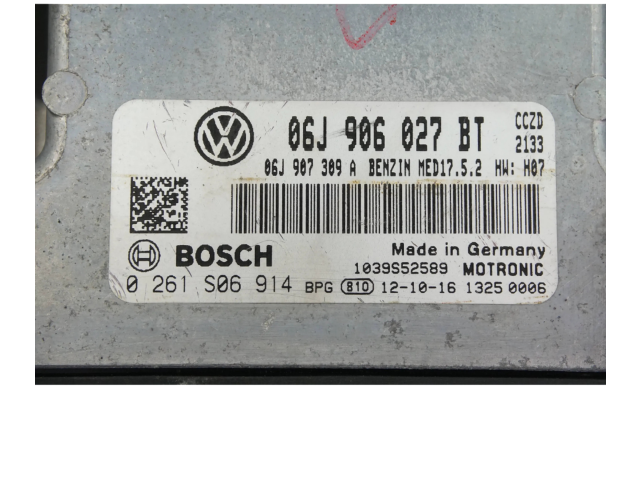 06J 906 027 BT CCZD
2133
06J 907 309 A BENZIN MED17.5.2 HW: H07
BOSCH Made in Germany
1039S52589 MOTRONIC
0 261 S06 914 BPG 810 12-10-16 1325 0006